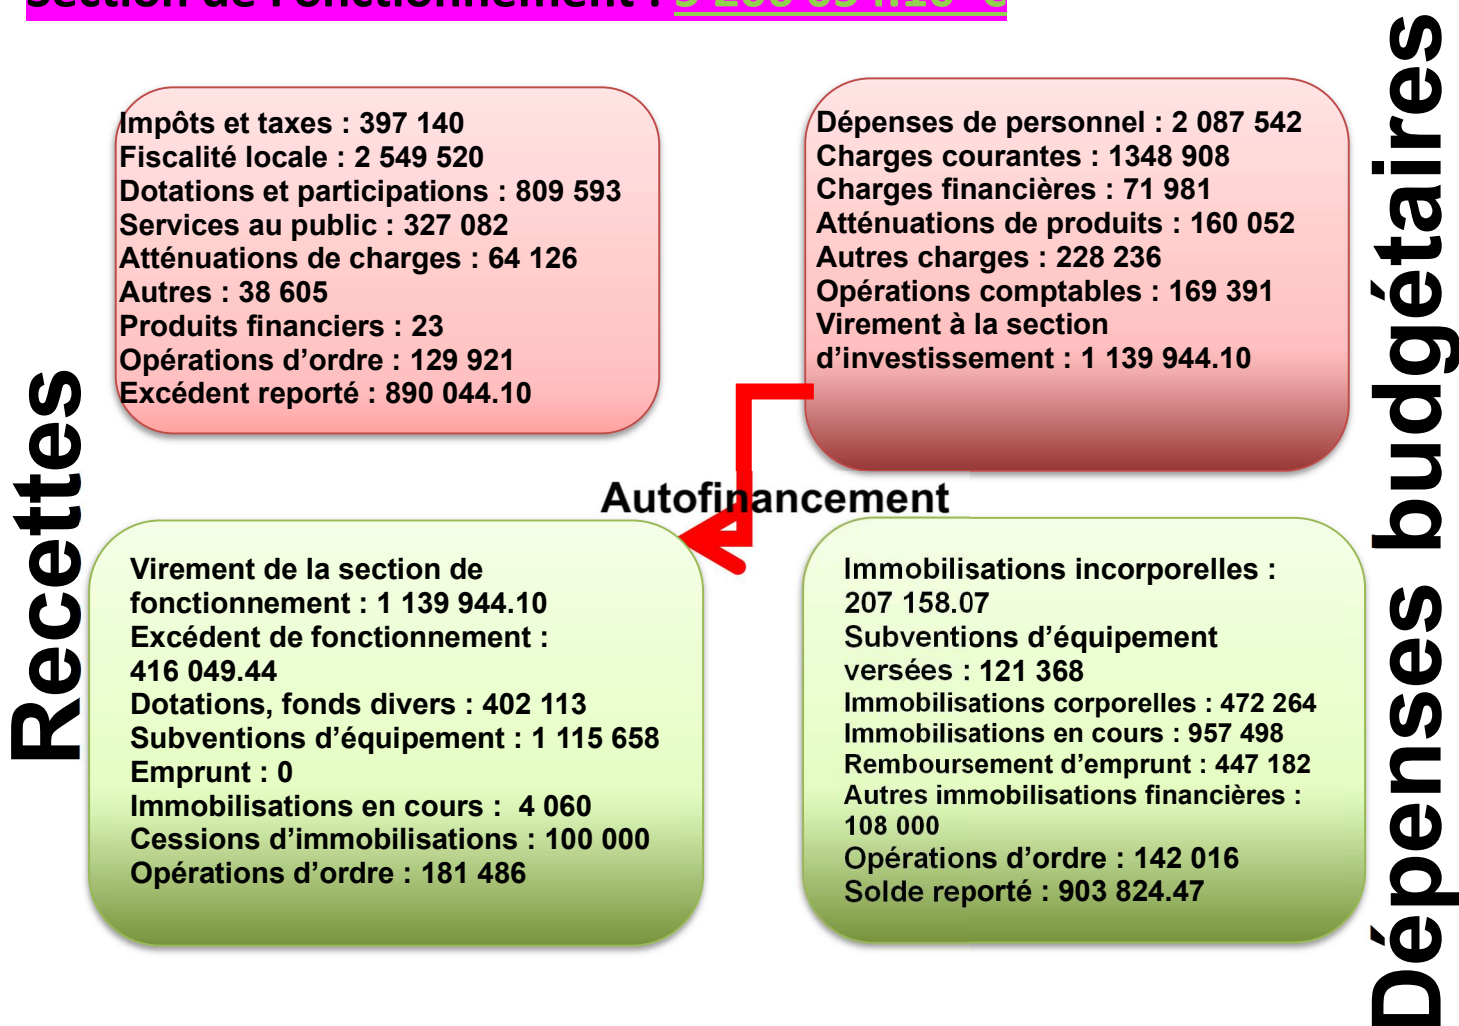 Section de Fonctionnement : 5 206 054.10 €
Impôts et taxes : 397 140
Fiscalité locale : 2 549 520
Dotations et participations : 809 593
Services au public : 327 082
Atténuations de charges : 64 126
Autres : 38 605
Produits financiers : 23
Opérations d’ordre : 129 921
Excédent reporté : 890 044.10
Dépenses de personnel : 2 087 542
Charges courantes : 1348 908
Charges financières : 71 981
Atténuations de produits : 160 052
Autres charges : 228 236
Opérations comptables : 169 391
Virement à la section
d’investissement : 1 139 944.10
Autofinancement
Recettes
Virement de la section de
fonctionnement : 1 139 944.10
Excédent de fonctionnement :
416 049.44
Dotations, fonds divers : 402 113
Subventions d’équipement : 1 115 658
Emprunt : 0
Immobilisations en cours :  4 060
Cessions d’immobilisations : 100 000
Opérations d’ordre : 181 486
Immobilisations incorporelles :
207 158.07
Subventions d’équipement
versées : 121 368
Immobilisations corporelles : 472 264
Immobilisations en cours : 957 498
Remboursement d’emprunt : 447 182
Autres immobilisations financières :
108 000
Opérations d’ordre : 142 016
Solde reporté : 903 824.47
Dépenses budgétaires